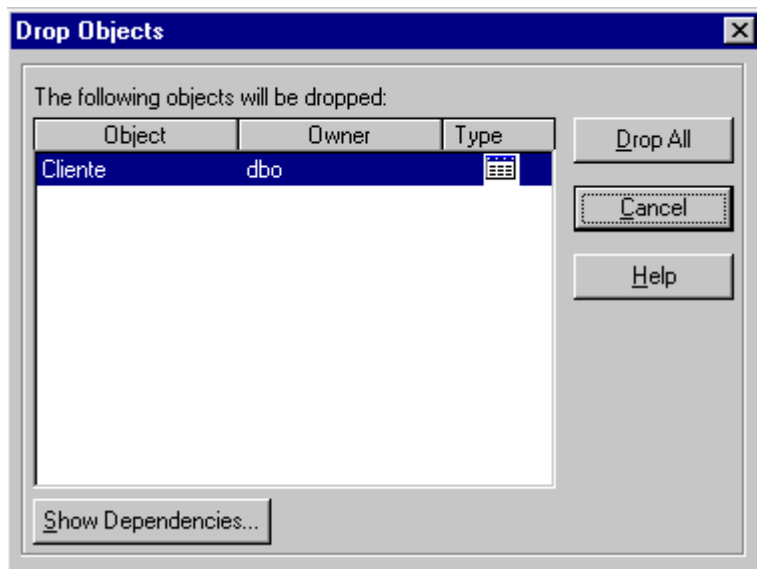 Drop Objects
The following objects will be dropped:
Object Owner Type
Cliente dbo
Drop All
Cancel
Help
Show Dependencies...